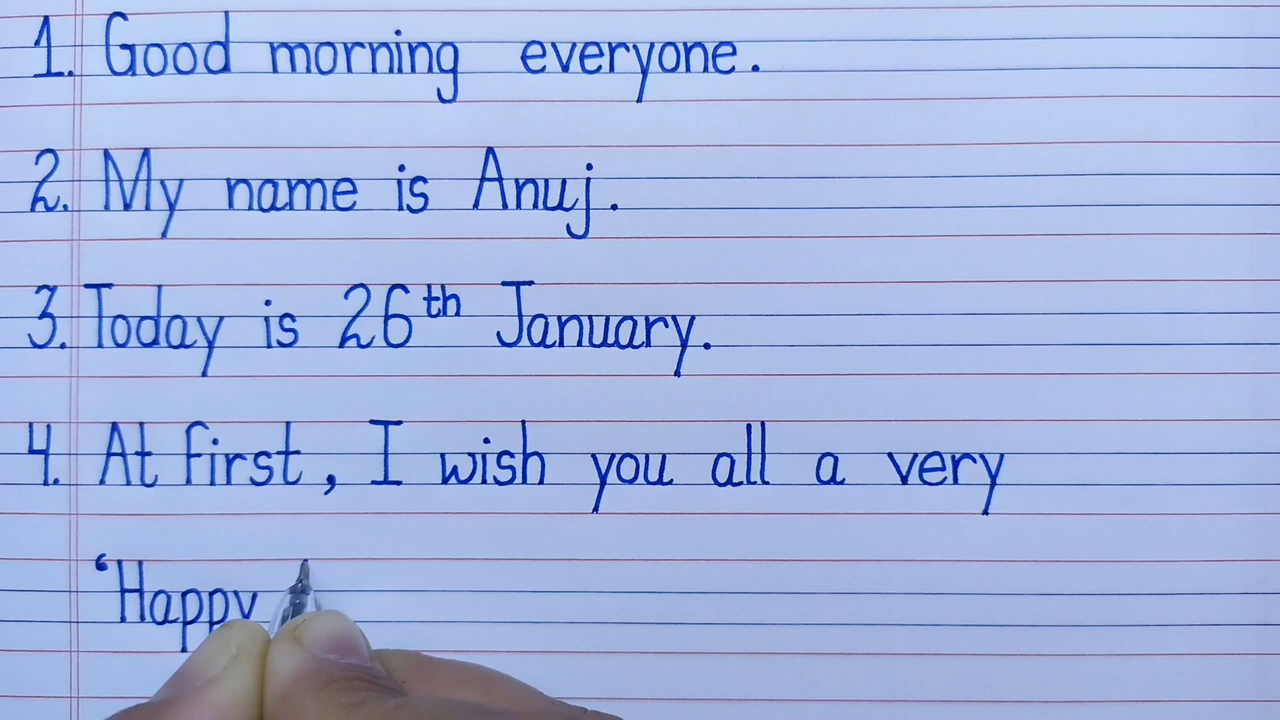 1. Good morning everyone.
2. My name is Anuj.
3. Today is 26th January.
4. At first, I wish you all a very
‘Happy